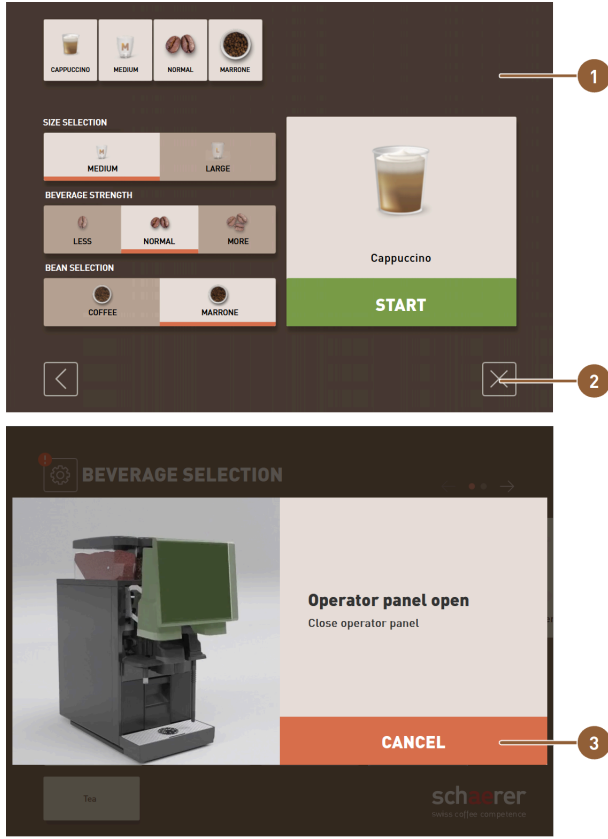 CAPPUCCINO MEDIUM NORMAL MARRONE
1
SIZE SELECTION
M L
MEDIUM LARGE
BEVERAGE STRENGTH
LESS NORMAL MORE
BEAN SELECTION
COFFEE MARRONE
Cappuccino
START
2
! BEVERAGE SELECTION
Operator panel open
Close operator panel
CANCEL
3
Tea
schaerer
swiss coffee competence